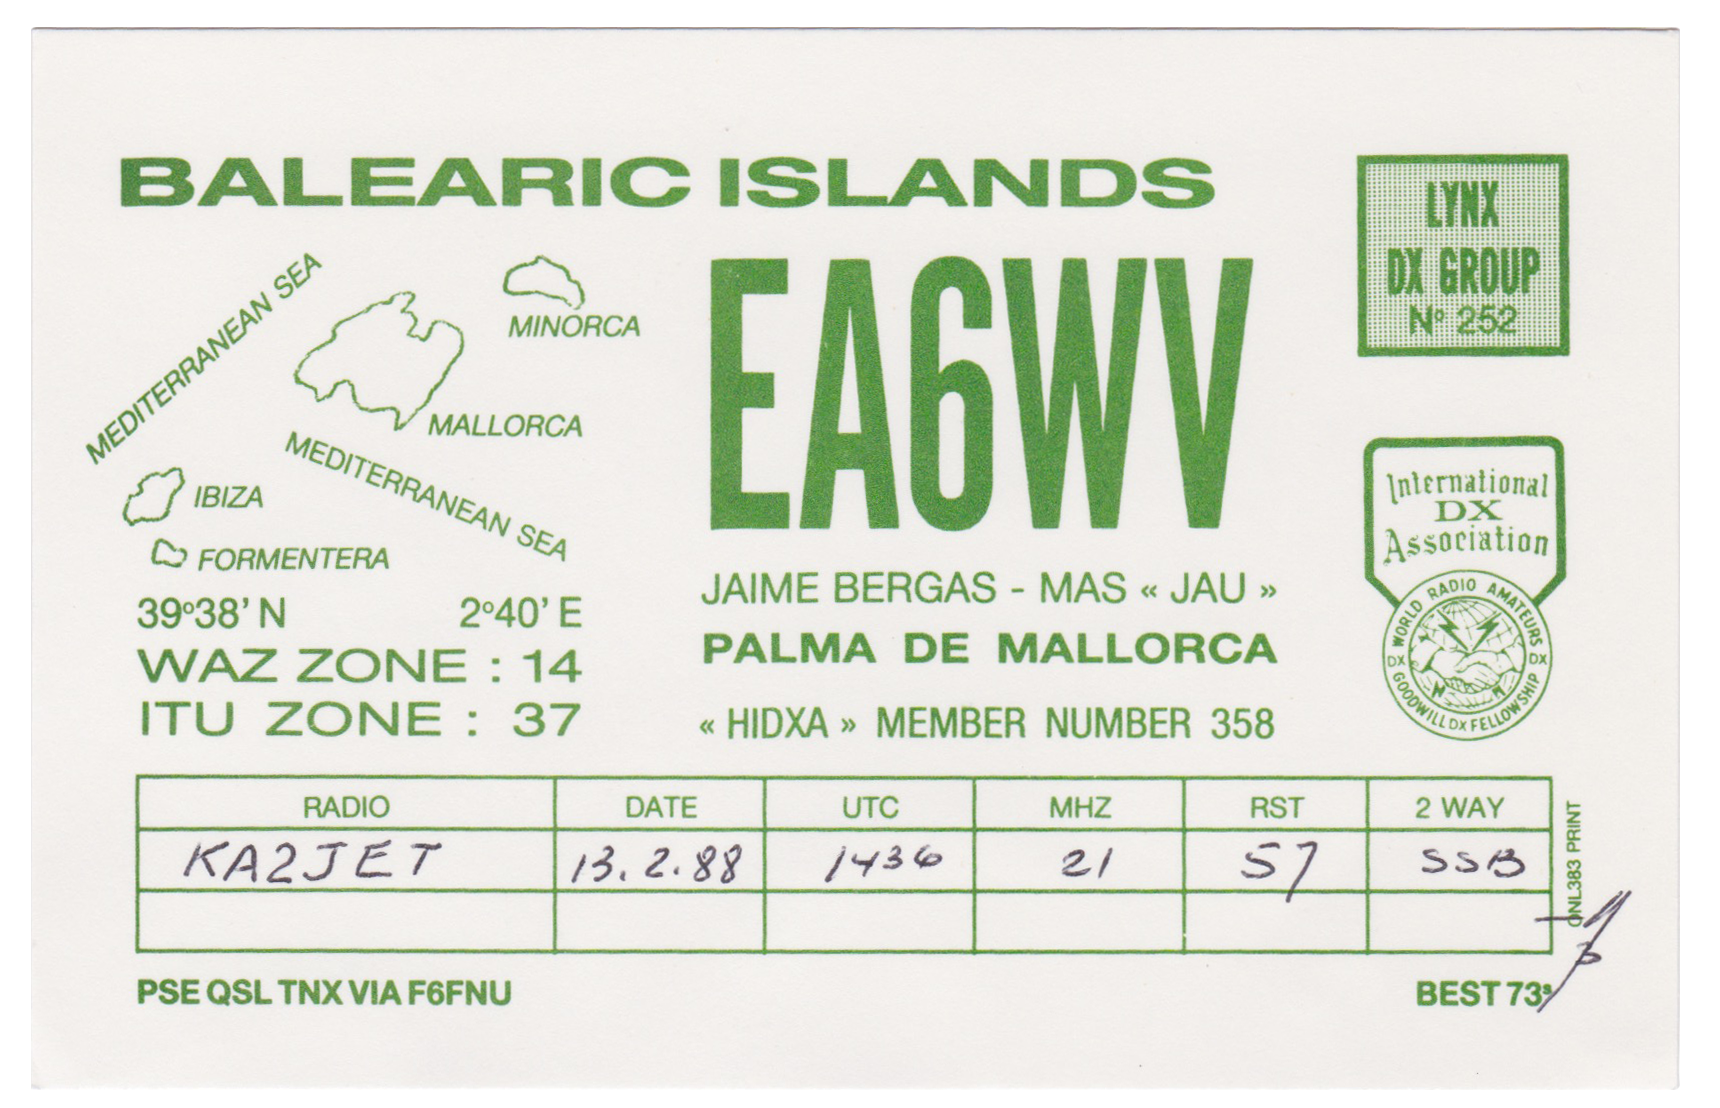 BALEARIC ISLANDS
LYNX
DX GROUP
Nº 252
MEDITERRANEAN SEA
MINORCA
MALLORCA
MEDITERRANEAN SEA
IBIZA
FORMENTERA
EA6WV
International
DX
Association
WORLD RADIO AMATEURS
DX DX
GOODWILL DX FELLOWSHIP
39º38' N 2º40' E
WAZ ZONE : 14
ITU ZONE : 37
JAIME BERGAS - MAS « JAU »
PALMA DE MALLORCA
« HIDXA » MEMBER NUMBER 358
RADIO DATE UTC MHZ RST 2 WAY
KA2JET 13.2.88 1436 21 57 SSB
ONL383 PRINT
PSE QSL TNX VIA F6FNU
BEST 73s